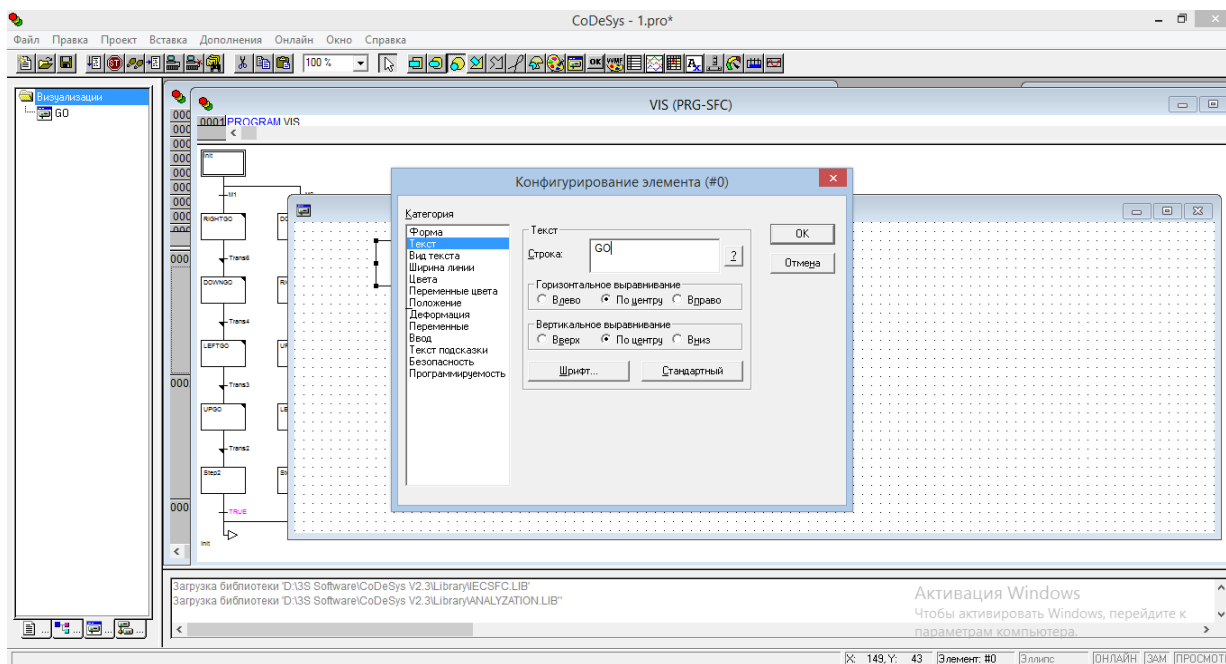 CoDeSys - 1.pro*
Файл Правка Проект Вставка Дополнения Онлайн Окно Справка
100 %
Визуализации
GO
VIS (PRG-SFC)
0001 PROGRAM VIS
Init
M1
RIGHTGO
Trans5
DOWNGO
Trans4
LEFTGO
Trans3
UPGO
Trans2
Step2
TRUE
Init
Конфигурирование элемента (#0)
Категория
Форма
Текст
Вид текста
Ширина линии
Цвета
Переменные цвета
Положение
Деформация
Переменные
Ввод
Текст подсказки
Безопасность
Программируемость
Текст
Строка: GO ?
Горизонтальное выравнивание
Влево По центру Вправо
Вертикальное выравнивание
Вверх По центру Вниз
Шрифт... Стандартный
OK
Отмена
Загрузка библиотеки 'D:\3S Software\CoDeSys V2.3\Library\IECSFC.LIB'
Загрузка библиотеки 'D:\3S Software\CoDeSys V2.3\Library\ANALYZATION.LIB''
Активация Windows
Чтобы активировать Windows, перейдите к
параметрам компьютера.
X: 149, Y: 43 Элемент: #0 Эллипс ОНЛАЙН ЗАМ ПРОСМОТ